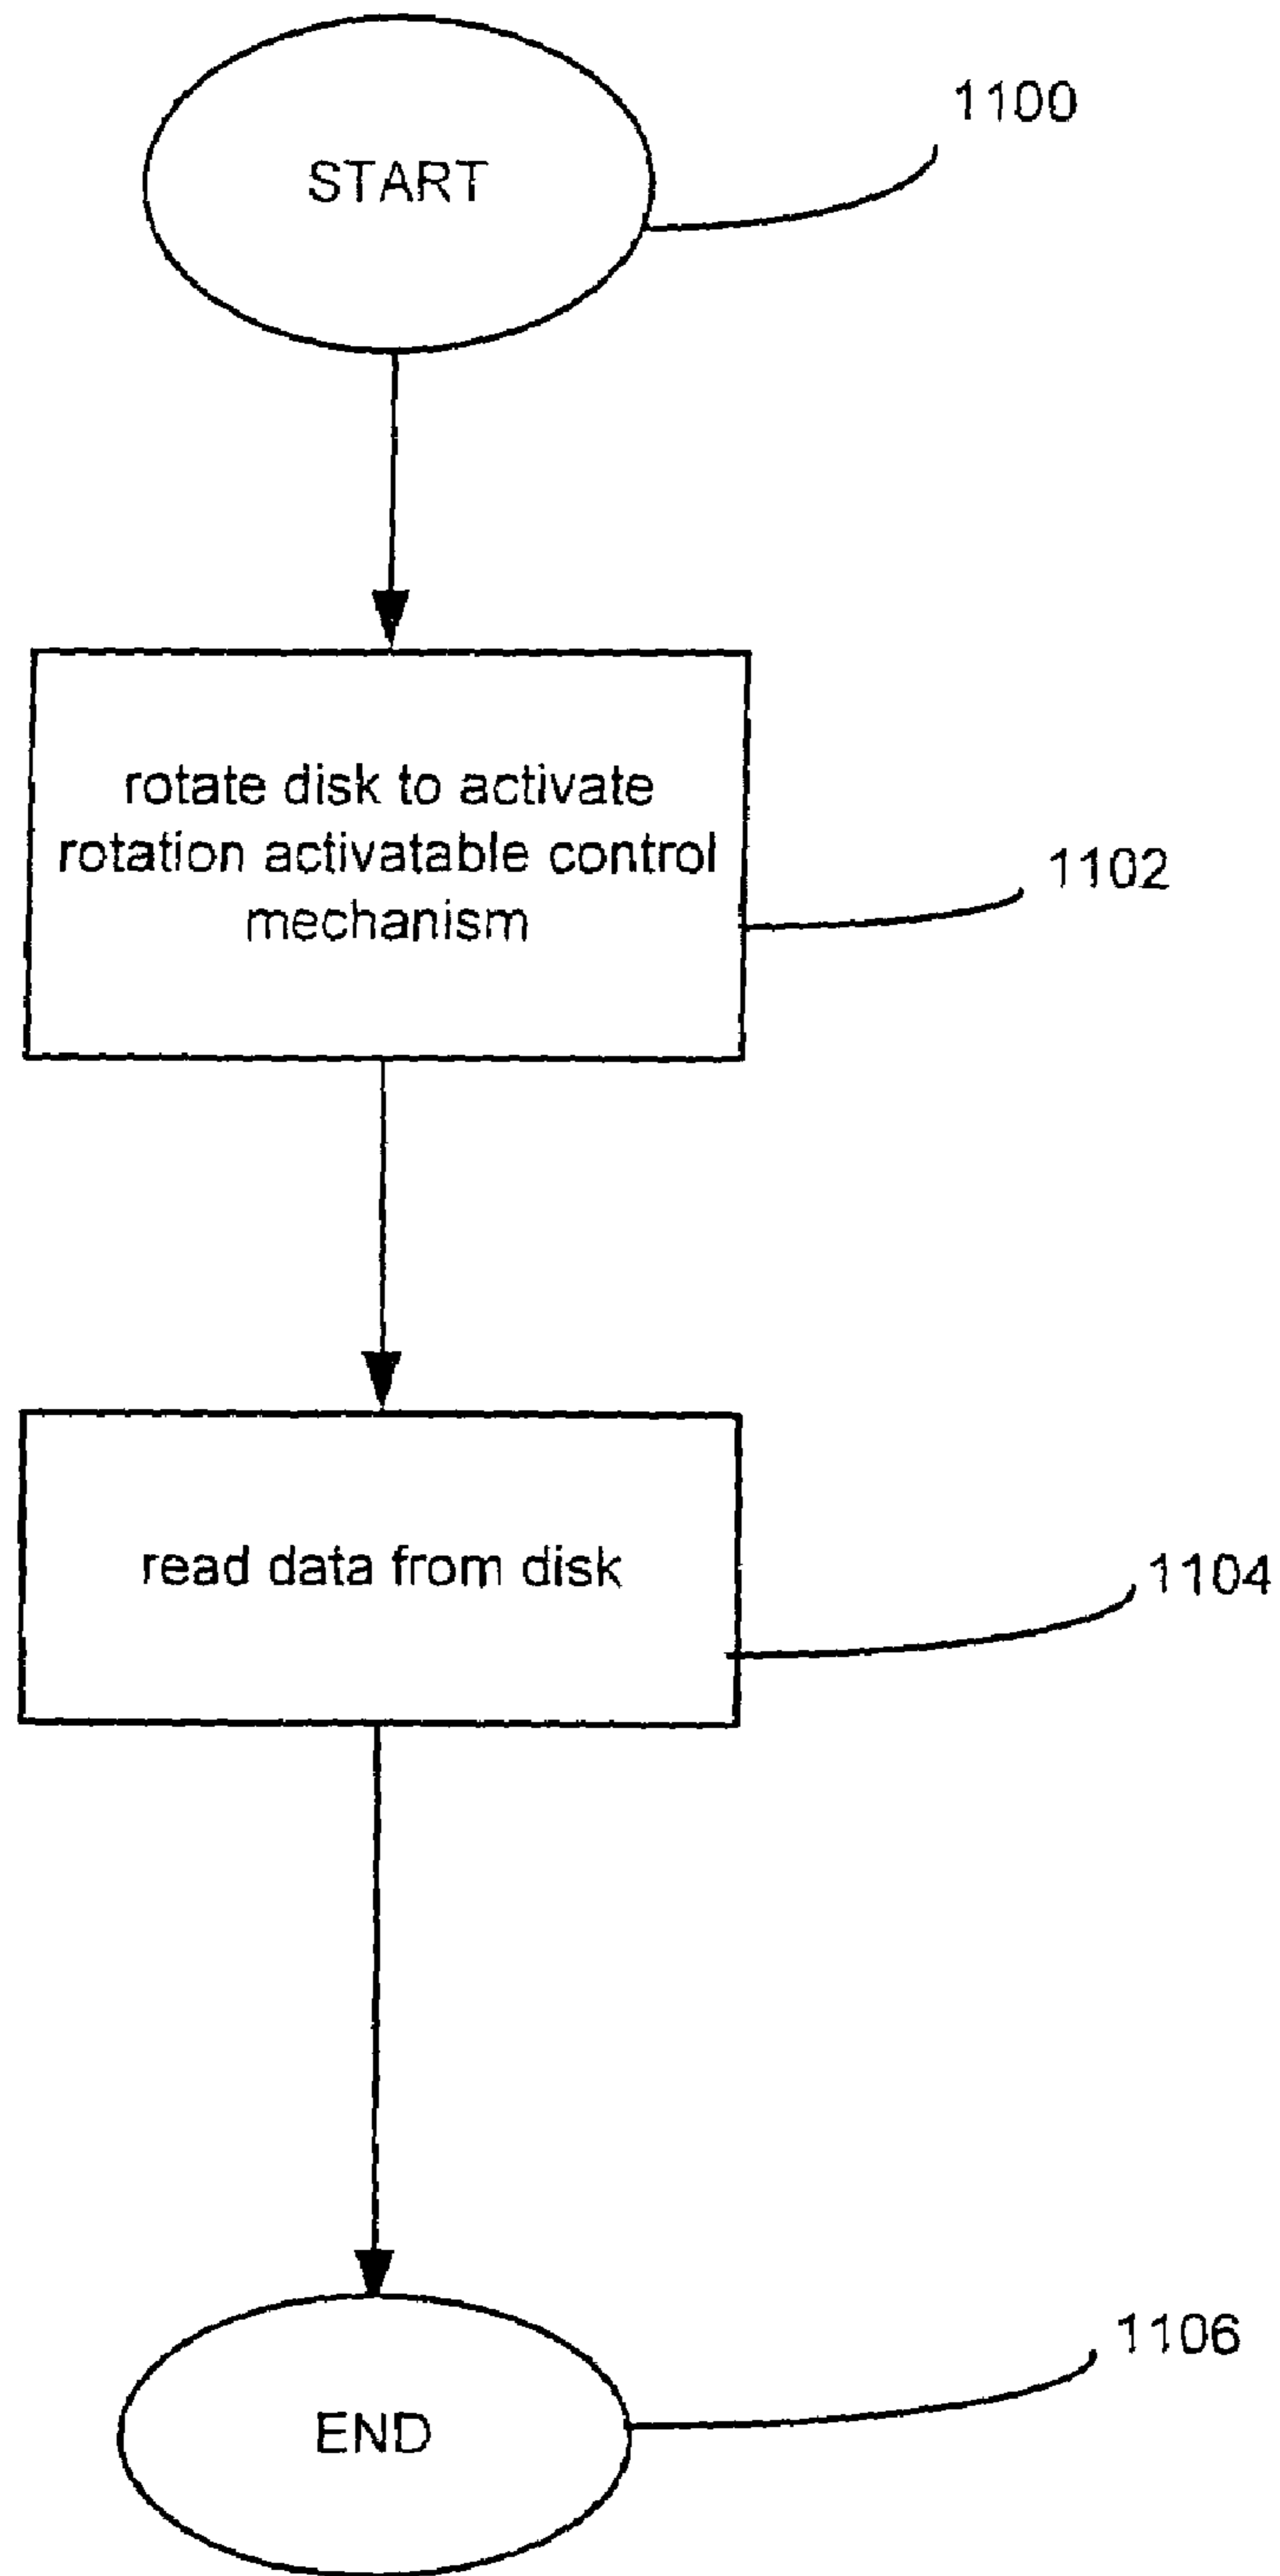 START
1100
rotate disk to activate
rotation activatable control
mechanism
1102
read data from disk
1104
END
1106